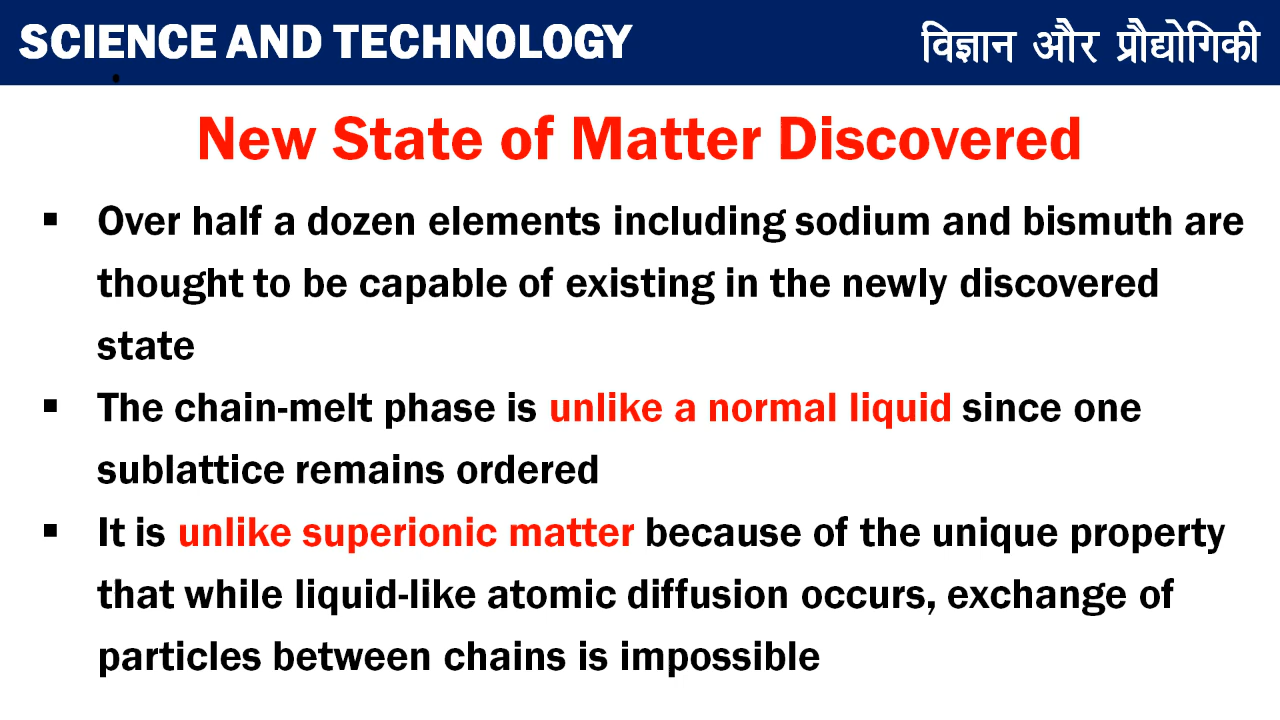 SCIENCE AND TECHNOLOGY विज्ञान और प्रौद्योगिकी
New State of Matter Discovered
▪ Over half a dozen elements including sodium and bismuth are
thought to be capable of existing in the newly discovered
state
▪ The chain-melt phase is unlike a normal liquid since one
sublattice remains ordered
▪ It is unlike superionic matter because of the unique property
that while liquid-like atomic diffusion occurs, exchange of
particles between chains is impossible